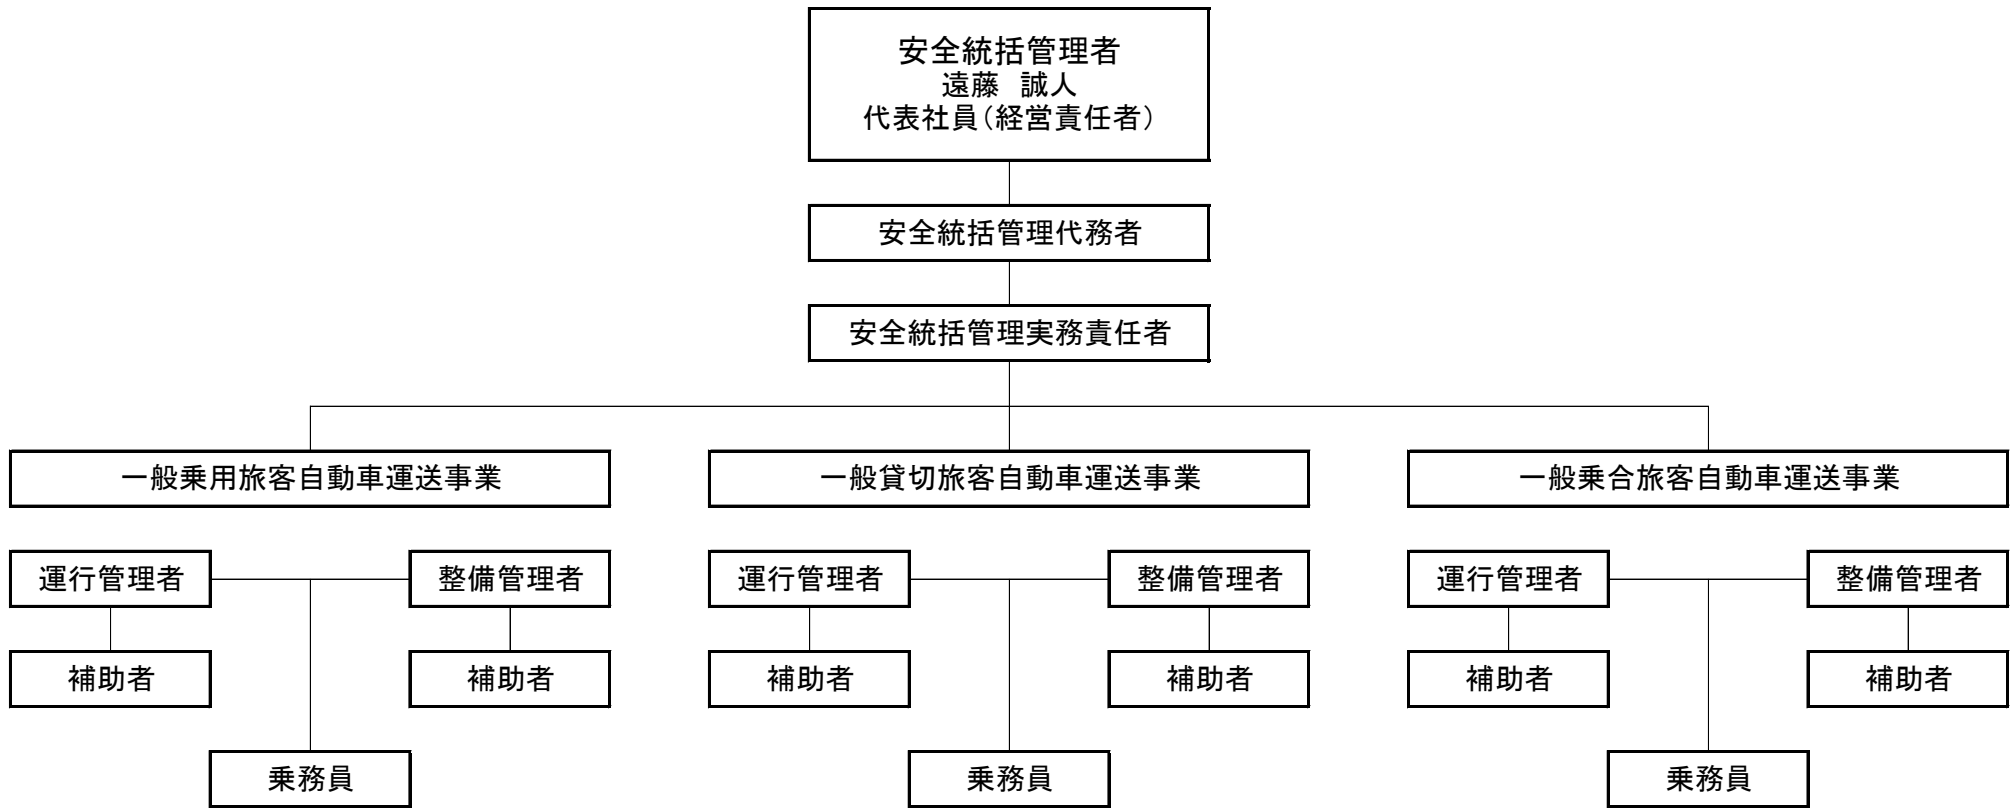 安全統括管理者
遠藤　誠人
代表社員（経営責任者）
安全統括管理代務者
安全統括管理実務責任者
一般乗用旅客自動車運送事業
一般貸切旅客自動車運送事業
一般乗合旅客自動車運送事業
運行管理者
整備管理者
運行管理者
整備管理者
運行管理者
整備管理者
補助者
補助者
補助者
補助者
補助者
補助者
乗務員
乗務員
乗務員